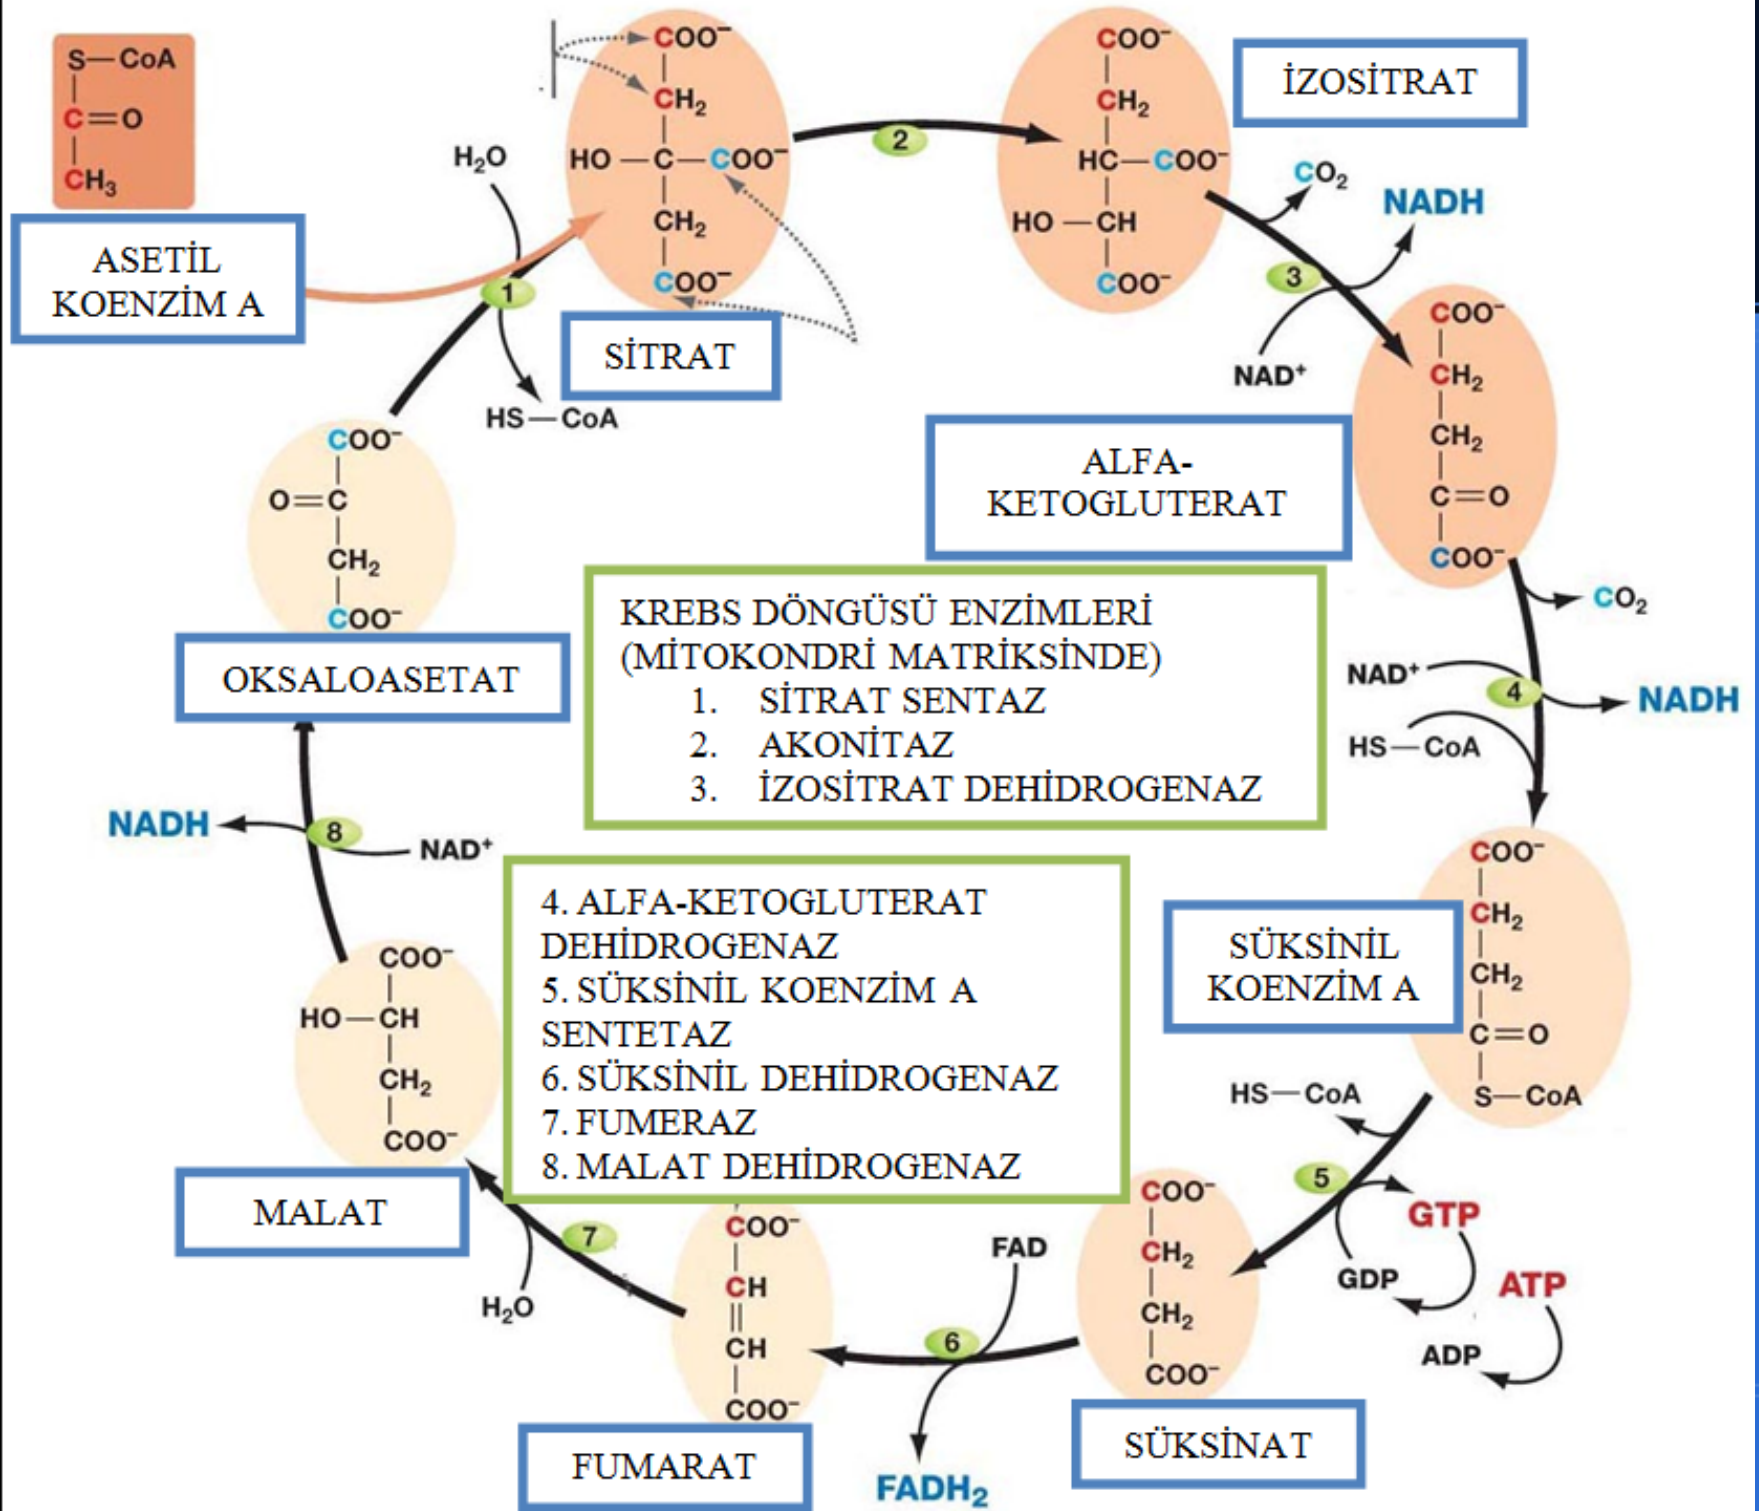 S—CoA
C=O
CH3
ASETİL
KOENZİM A
H2O
1
HS—CoA
COO⁻
CH2
HO—C—COO⁻
CH2
COO⁻
SİTRAT
2
COO⁻
CH2
HC—COO⁻
HO—CH
COO⁻
İZOSİTRAT
CO2
NADH
3
NAD⁺
COO⁻
CH2
CH2
C=O
COO⁻
ALFA-
KETOGLUTERAT
CO2
NAD⁺
4
NADH
HS—CoA
COO⁻
CH2
CH2
C=O
S—CoA
SÜKSİNİL
KOENZİM A
HS—CoA
5
GTP
GDP
ATP
ADP
COO⁻
CH2
CH2
COO⁻
SÜKSİNAT
FAD
6
FADH2
COO⁻
CH
CH
COO⁻
FUMARAT
7
H2O
COO⁻
HO—CH
CH2
COO⁻
MALAT
NADH
8
NAD⁺
COO⁻
O=C
CH2
COO⁻
OKSALOASETAT
KREBS DÖNGÜSÜ ENZİMLERİ
(MİTOKONDRİ MATRİKSİNDE)
1. SİTRAT SENTAZ
2. AKONİTAZ
3. İZOSİTRAT DEHİDROGENAZ
4. ALFA-KETOGLUTERAT
DEHİDROGENAZ
5. SÜKSİNİL KOENZİM A
SENTETAZ
6. SÜKSİNİL DEHİDROGENAZ
7. FUMERAZ
8. MALAT DEHİDROGENAZ